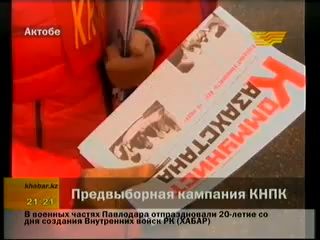 Актобе
КОММУНИСТ
КАЗАХСТАНА
khabar.kz
21:21
Предвыборная кампания КНПК
В военных частях Павлодара отпраздновали 20-летие со
дня создания Внутренних войск РК (ХАБАР)